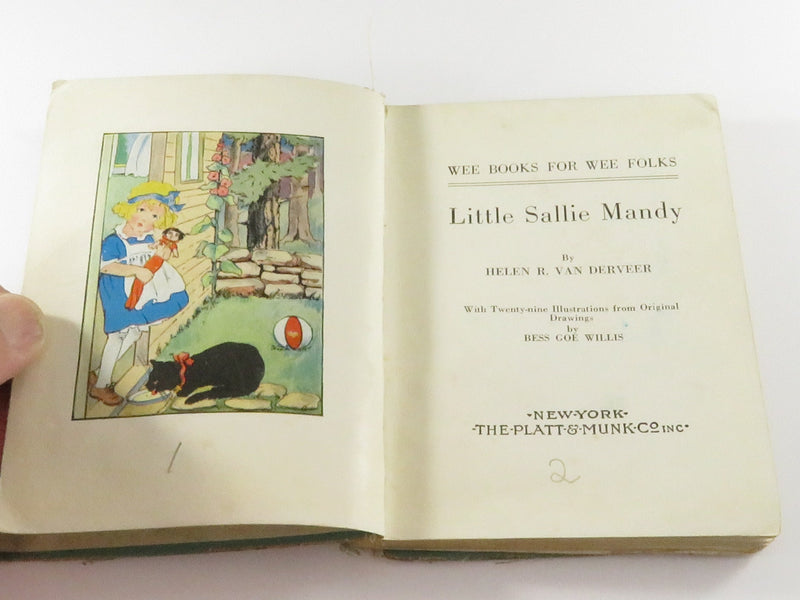 1
WEE BOOKS FOR WEE FOLKS
Little Sallie Mandy
By
HELEN R. VAN DERVEER
With Twenty-nine Illustrations from Original
Drawings
by
BESS GOE WILLIS
·NEW·YORK·
·THE·PLATT·&·MUNK·CO INC·
2